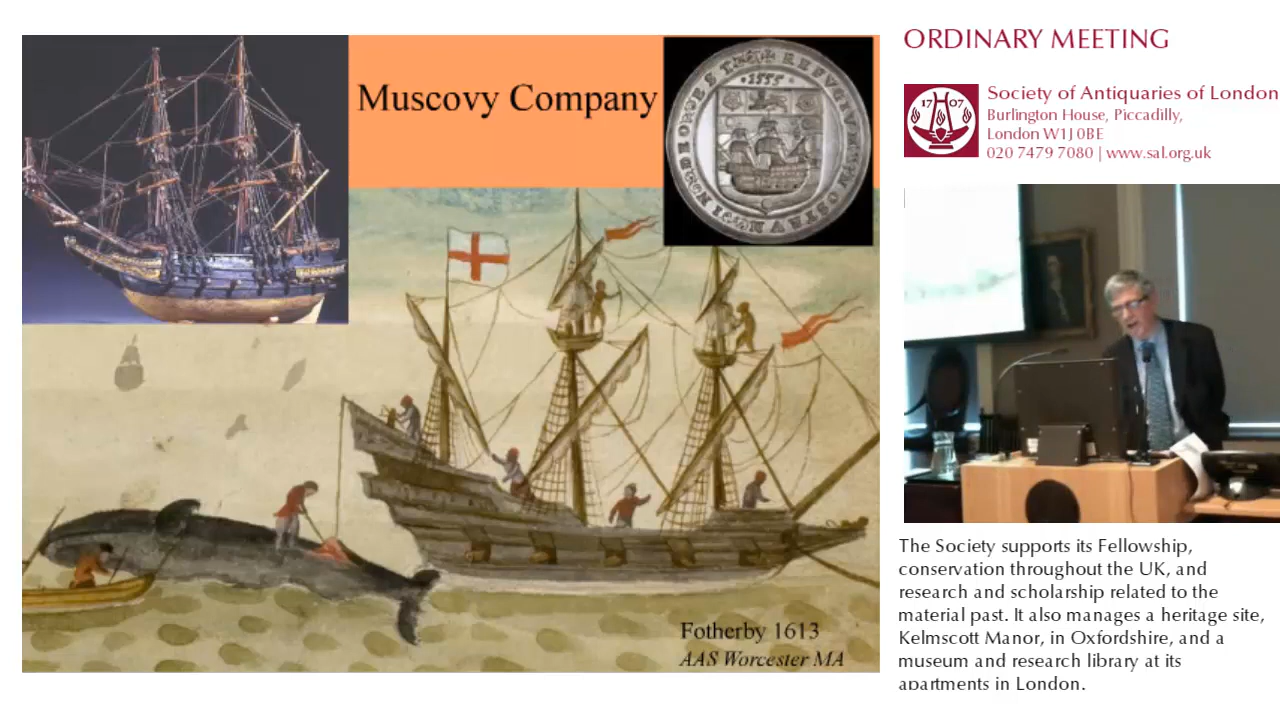 Muscovy Company
1555
Fotherby 1613
AAS Worcester MA
ORDINARY MEETING
1707
Society of Antiquaries of London
Burlington House, Piccadilly,
London W1J 0BE
020 7479 7080 | www.sal.org.uk
The Society supports its Fellowship,
conservation throughout the UK, and
research and scholarship related to the
material past. It also manages a heritage site,
Kelmscott Manor, in Oxfordshire, and a
museum and research library at its
apartments in London.